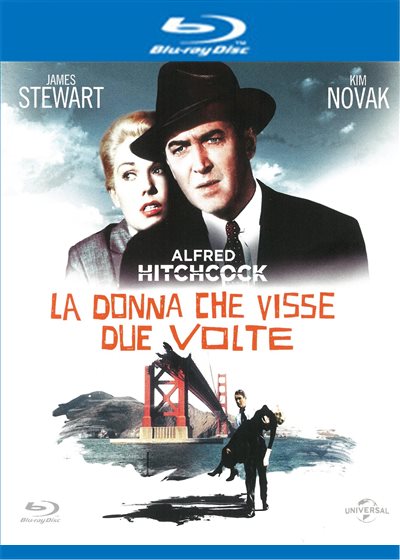 Blu-ray Disc
JAMES
STEWART
KIM
NOVAK
ALFRED
HITCHCOCK
LA DONNA CHE VISSE
DUE VOLTE
Blu-ray Disc
UNIVERSAL